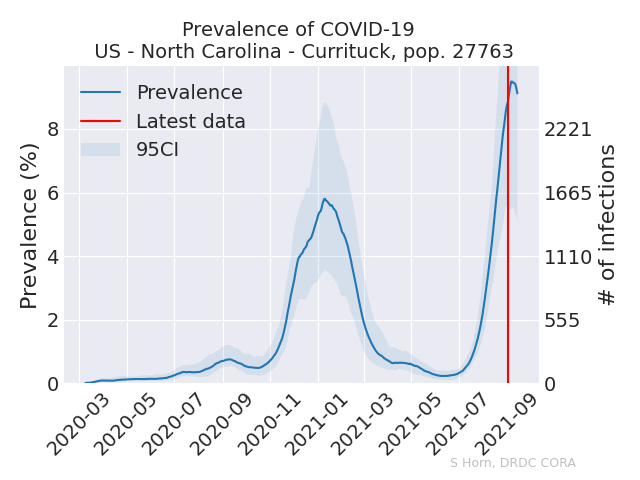 Prevalence of COVID-19
US - North Carolina - Currituck, pop. 27763
Prevalence
Latest data
95CI
Prevalence (%)
8
6
4
2
0
2221
1665
1110
555
0
# of infections
2020-03
2020-05
2020-07
2020-09
2020-11
2021-01
2021-03
2021-05
2021-07
2021-09
S Horn, DRDC CORA